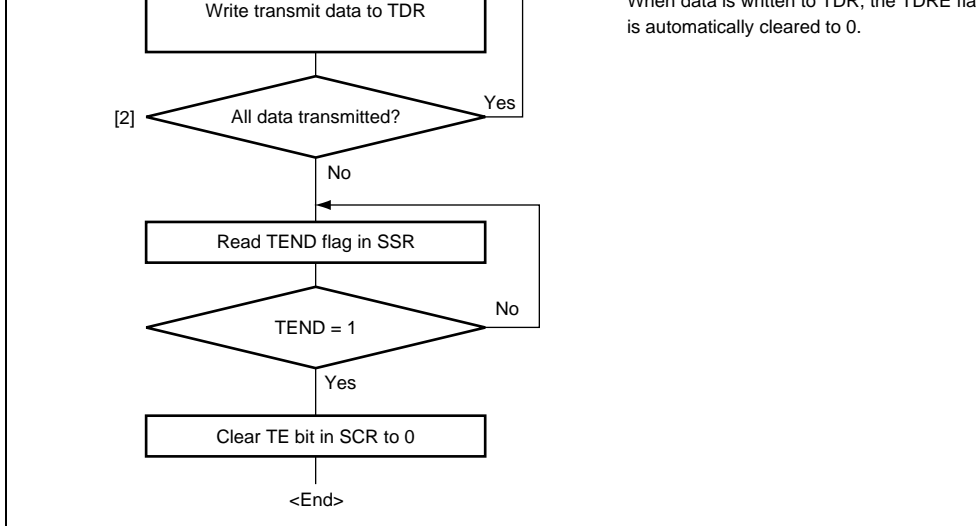 Write transmit data to TDR
When data is written to TDR, the TDRE fla
is automatically cleared to 0.
Yes
[2]
All data transmitted?
No
Read TEND flag in SSR
No
TEND = 1
Yes
Clear TE bit in SCR to 0
<End>